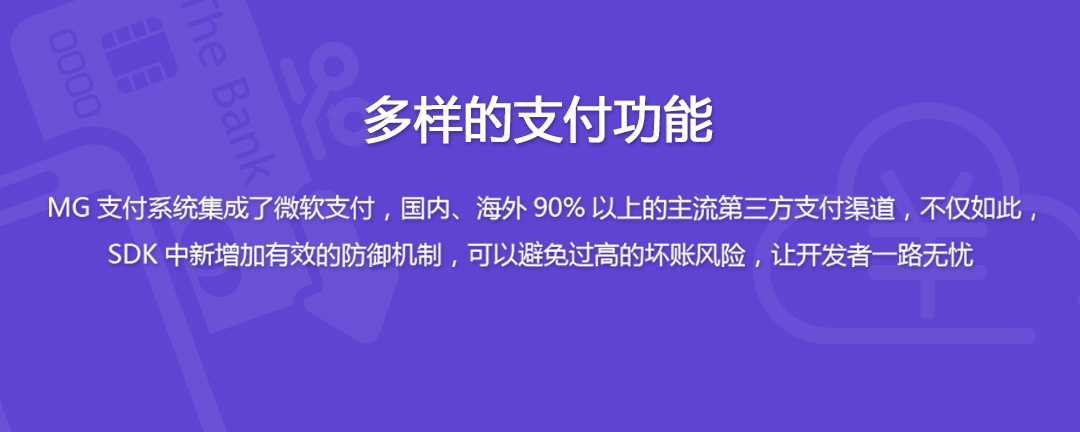 The Bank
多样的支付功能
MG 支付系统集成了微软支付，国内、海外 90% 以上的主流第三方支付渠道，不仅如此，
SDK 中新增加有效的防御机制，可以避免过高的坏账风险，让开发者一路无忧